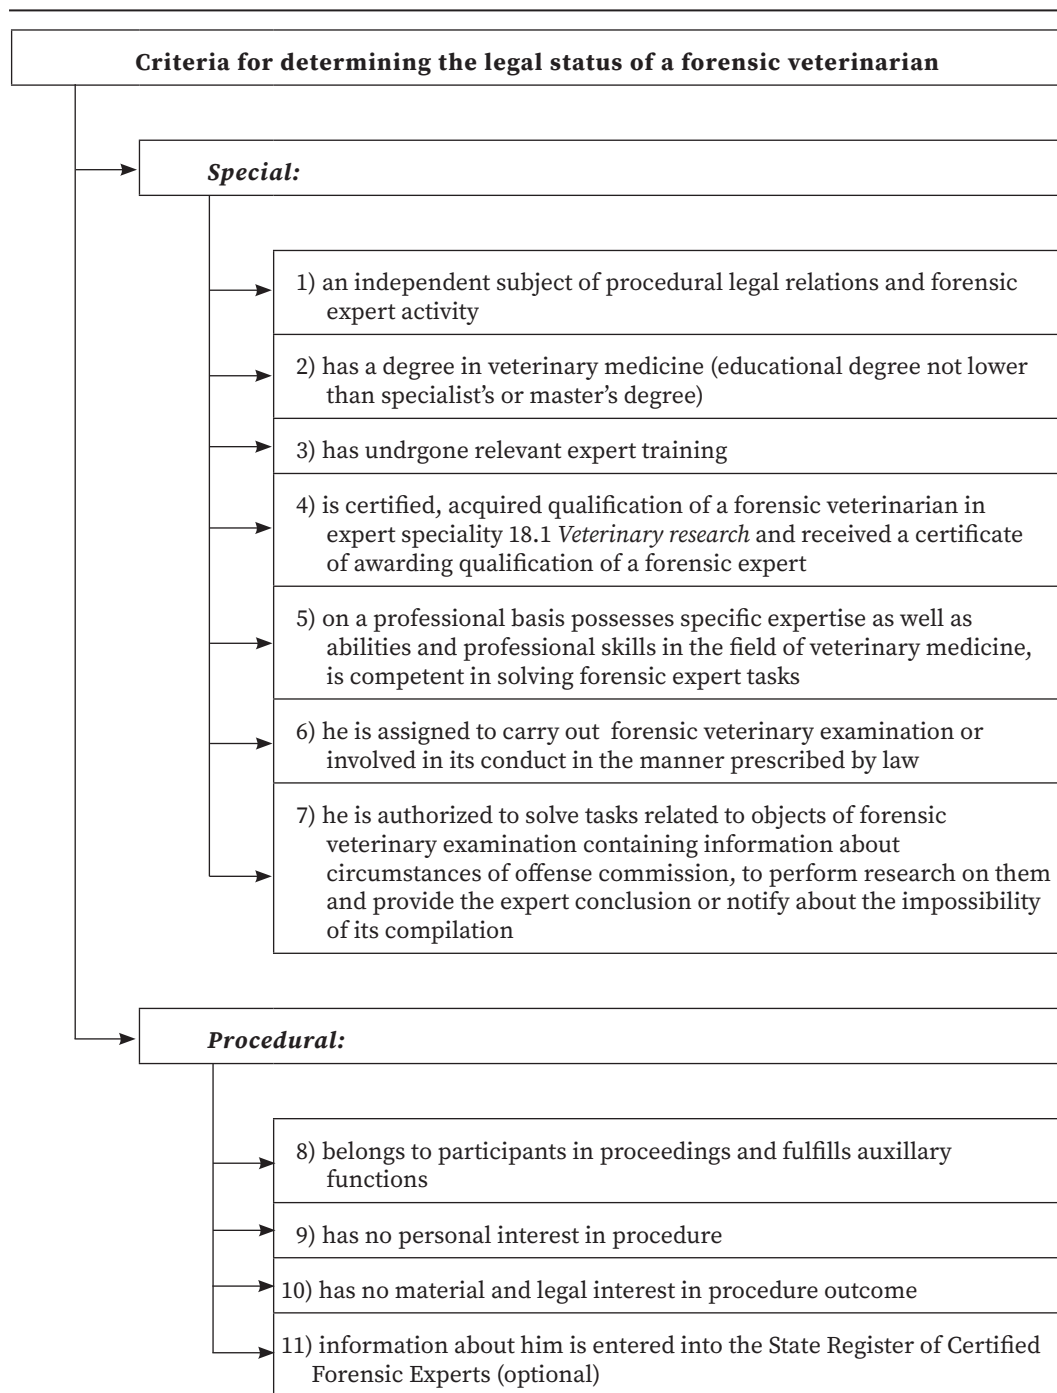 Criteria for determining the legal status of a forensic veterinarian
Special:
1) an independent subject of procedural legal relations and forensic
expert activity
2) has a degree in veterinary medicine (educational degree not lower
than specialist’s or master’s degree)
3) has undrgone relevant expert training
4) is certified, acquired qualification of a forensic veterinarian in
expert speciality 18.1 Veterinary research and received a certificate
of awarding qualification of a forensic expert
5) on a professional basis possesses specific expertise as well as
abilities and professional skills in the field of veterinary medicine,
is competent in solving forensic expert tasks
6) he is assigned to carry out forensic veterinary examination or
involved in its conduct in the manner prescribed by law
7) he is authorized to solve tasks related to objects of forensic
veterinary examination containing information about
circumstances of offense commission, to perform research on them
and provide the expert conclusion or notify about the impossibility
of its compilation
Procedural:
8) belongs to participants in proceedings and fulfills auxillary
functions
9) has no personal interest in procedure
10) has no material and legal interest in procedure outcome
11) information about him is entered into the State Register of Certified
Forensic Experts (optional)